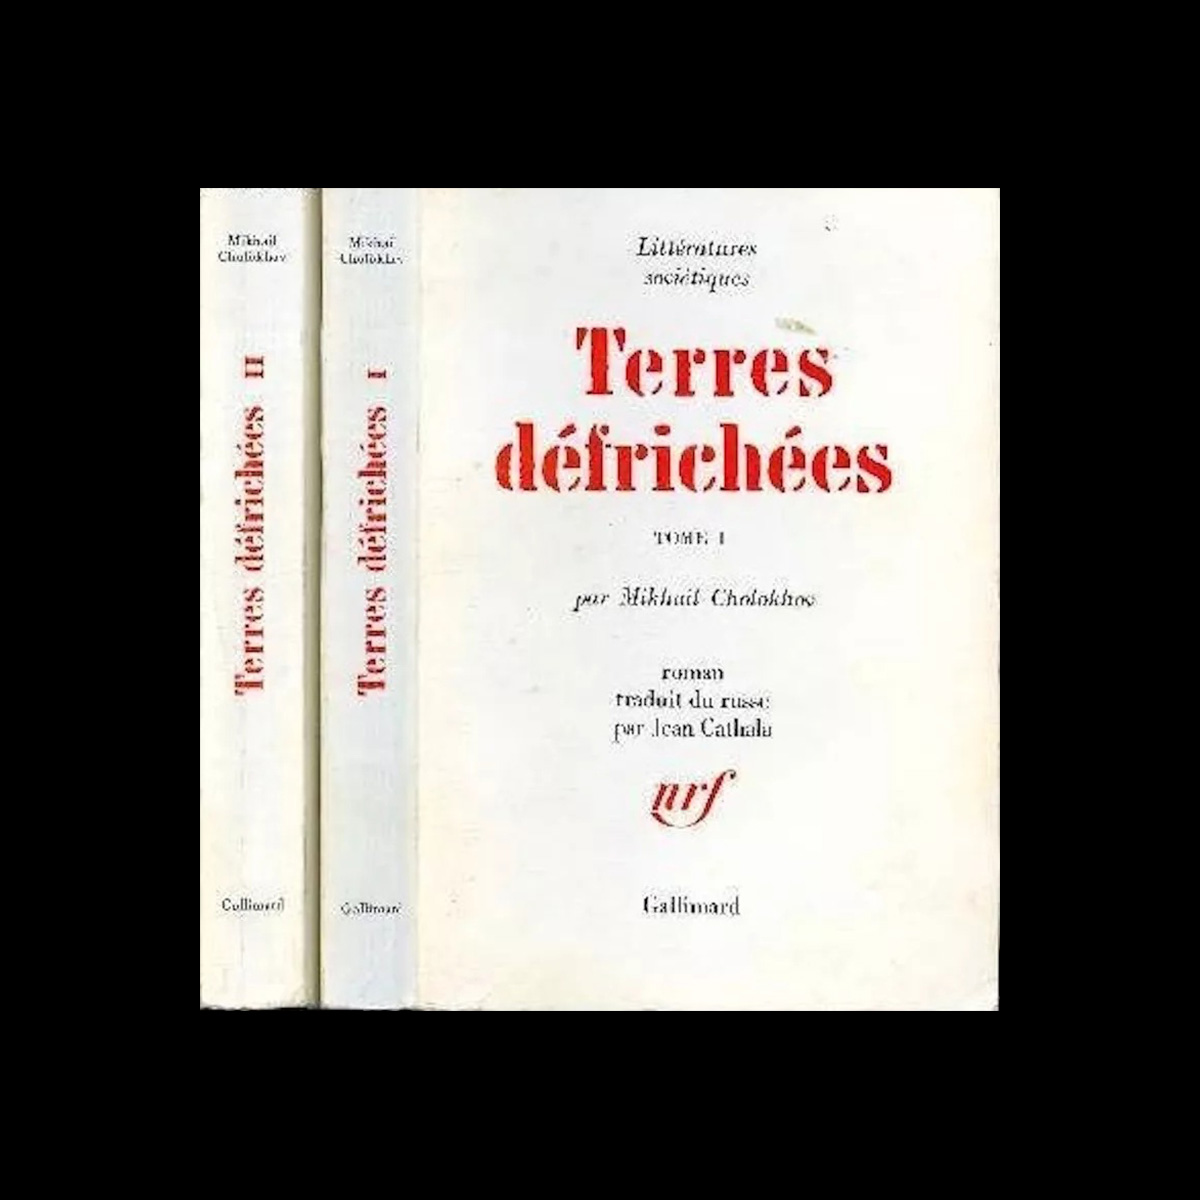 Mikhaïl
Cholokhov
Terres défrichées II
Gallimard
Mikhaïl
Cholokhov
Terres défrichées I
Gallimard
Littératures
soviétiques
Terres
défrichées
TOME I
par Mikhaïl Cholokhov
roman
traduit du russe
par Jean Cathala
nrf
Gallimard